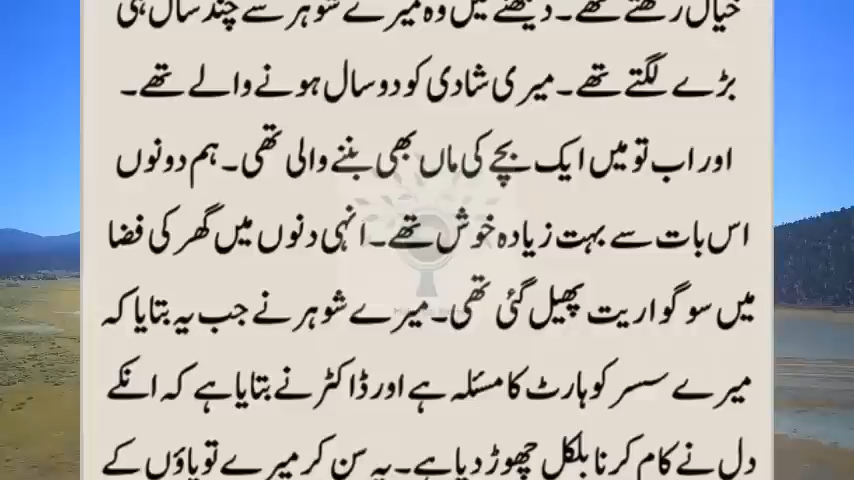 خیال رکھتے تھے۔ دیکھنے میں وہ میرے شوہر سے چند سال ہی
بڑے لگتے تھے۔ میری شادی کو دو سال ہونے والے تھے۔
اور اب تو میں ایک بچے کی ماں بھی بننے والی تھی۔ ہم دونوں
اس بات سے بہت زیادہ خوش تھے۔ انہی دنوں میں گھر کی فضا
میں سوگواریت پھیل گئی تھی۔ میرے شوہر نے جب یہ بتایا کہ
میرے سسر کو ہارٹ کا مسئلہ ہے اور ڈاکٹر نے بتایا ہے کہ انکے
دل نے کام کرنا بلکل چھوڑ دیا ہے۔ یہ سن کر میرے تو پاؤں کے